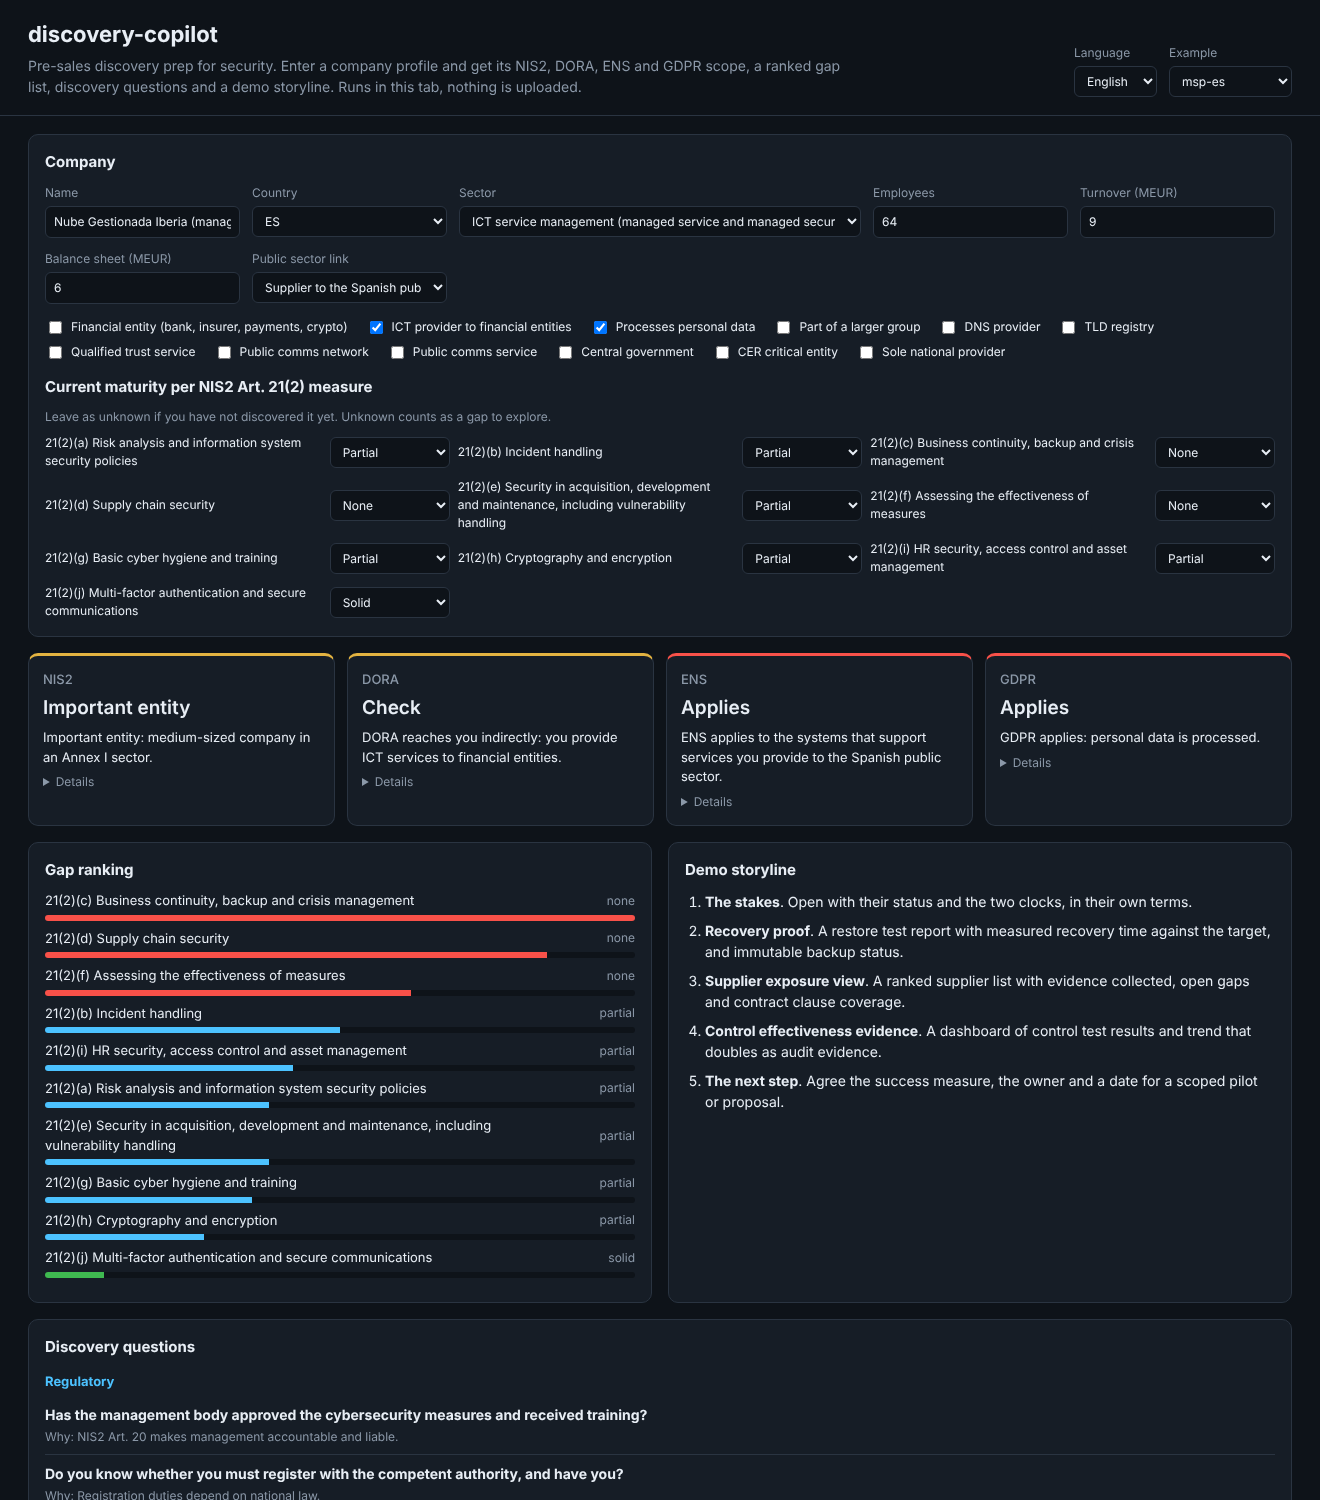 discovery-copilot
Pre-sales discovery prep for security. Enter a company profile and get its NIS2, DORA, ENS and GDPR scope, a ranked gap
list, discovery questions and a demo storyline. Runs in this tab, nothing is uploaded.
Language
Example
English
msp-es
Company
Name
Country
Sector
Employees
Turnover (MEUR)
Nube Gestionada Iberia (manag
ES
ICT service management (managed service and managed secur
64
9
Balance sheet (MEUR)
Public sector link
6
Supplier to the Spanish pub
Financial entity (bank, insurer, payments, crypto)
ICT provider to financial entities
Processes personal data
Part of a larger group
DNS provider
TLD registry
Qualified trust service
Public comms network
Public comms service
Central government
CER critical entity
Sole national provider
Current maturity per NIS2 Art. 21(2) measure
Leave as unknown if you have not discovered it yet. Unknown counts as a gap to explore.
21(2)(a) Risk analysis and information system
security policies
Partial
21(2)(b) Incident handling
Partial
21(2)(c) Business continuity, backup and crisis
management
None
21(2)(d) Supply chain security
None
21(2)(e) Security in acquisition, development
and maintenance, including vulnerability
handling
Partial
21(2)(f) Assessing the effectiveness of
measures
None
21(2)(g) Basic cyber hygiene and training
Partial
21(2)(h) Cryptography and encryption
Partial
21(2)(i) HR security, access control and asset
management
Partial
21(2)(j) Multi-factor authentication and secure
communications
Solid
NIS2
Important entity
Important entity: medium-sized company in
an Annex I sector.
Details
DORA
Check
DORA reaches you indirectly: you provide
ICT services to financial entities.
Details
ENS
Applies
ENS applies to the systems that support
services you provide to the Spanish public
sector.
Details
GDPR
Applies
GDPR applies: personal data is processed.
Details
Gap ranking
21(2)(c) Business continuity, backup and crisis management
none
21(2)(d) Supply chain security
none
21(2)(f) Assessing the effectiveness of measures
none
21(2)(b) Incident handling
partial
21(2)(i) HR security, access control and asset management
partial
21(2)(a) Risk analysis and information system security policies
partial
21(2)(e) Security in acquisition, development and maintenance, including
vulnerability handling
partial
21(2)(g) Basic cyber hygiene and training
partial
21(2)(h) Cryptography and encryption
partial
21(2)(j) Multi-factor authentication and secure communications
solid
Demo storyline
1. The stakes. Open with their status and the two clocks, in their own terms.
2. Recovery proof. A restore test report with measured recovery time against the target,
and immutable backup status.
3. Supplier exposure view. A ranked supplier list with evidence collected, open gaps
and contract clause coverage.
4. Control effectiveness evidence. A dashboard of control test results and trend that
doubles as audit evidence.
5. The next step. Agree the success measure, the owner and a date for a scoped pilot
or proposal.
Discovery questions
Regulatory
Has the management body approved the cybersecurity measures and received training?
Why: NIS2 Art. 20 makes management accountable and liable.
Do you know whether you must register with the competent authority, and have you?
Why: Registration duties depend on national law.